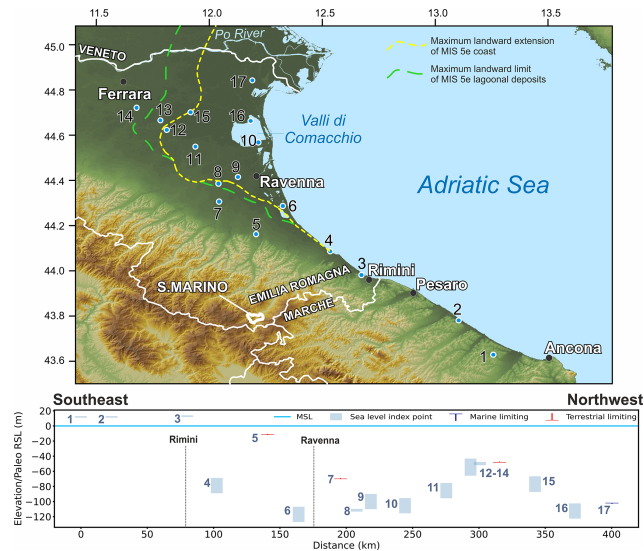 11.5 12.0 12.5 13.0 13.5
45.0
44.8
44.6
44.4
44.2
44.0
43.8
43.6
Po River
VENETO
Maximum landward extension
of MIS 5e coast
Maximum landward limit
of MIS 5e lagoonal deposits
Ferrara
17
14
13
15
12
16
10
Valli di
Comacchio
11
8
9
Ravenna
Adriatic Sea
7
6
5
4
3
Rimini
EMILIA ROMAGNA
S.MARINO
MARCHE
Pesaro
2
1
Ancona
Southeast Northwest
Elevation/Paleo RSL (m)
20
0
−20
−40
−60
−80
−100
−120
1 2 3
MSL Sea level index point Marine limiting Terrestrial limiting
Rimini
5
Ravenna
4
6
7
8
9
10
11
12-14
15
16
17
0 50 100 150 200 250 300 350 400
Distance (km)